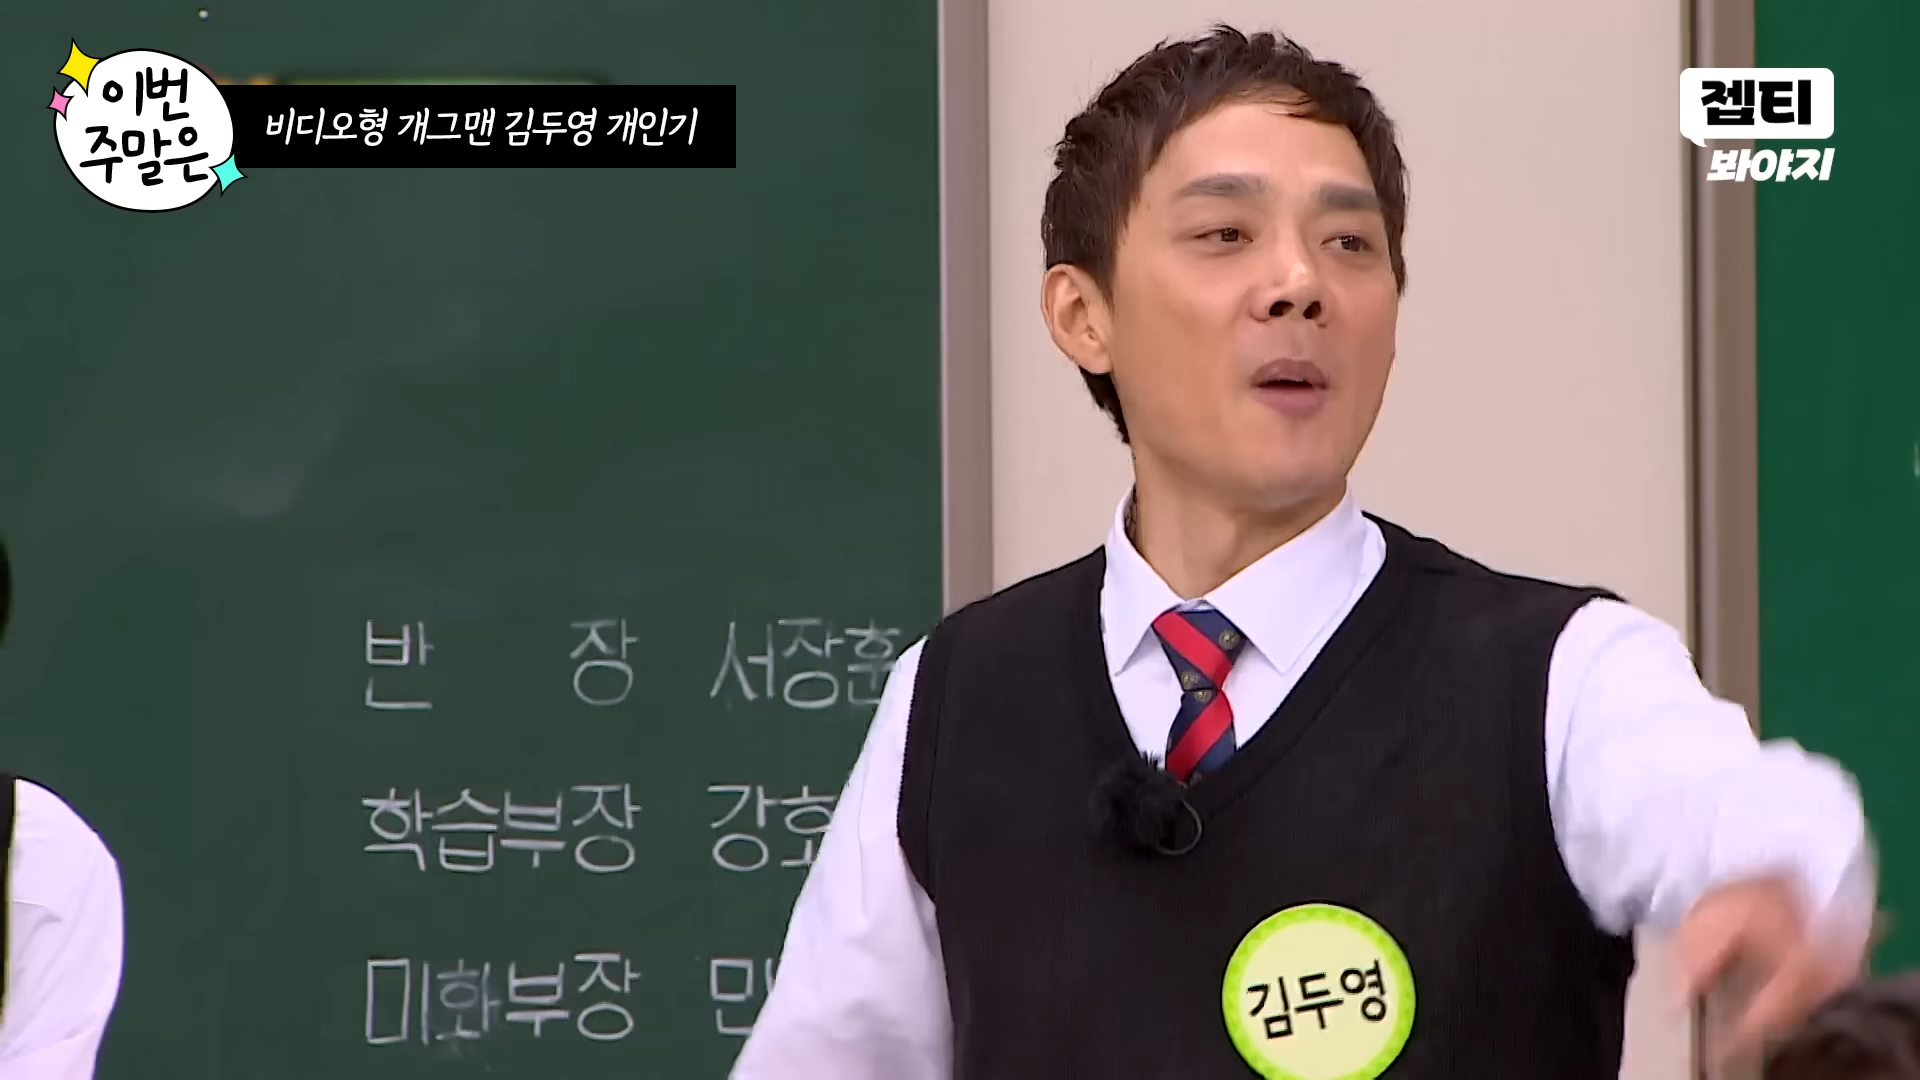 이번
주말은
비디오형 개그맨 김두영 개인기
젭티
봐야지
반 장 서장훈
학습부장 강호
미화부장
김두영